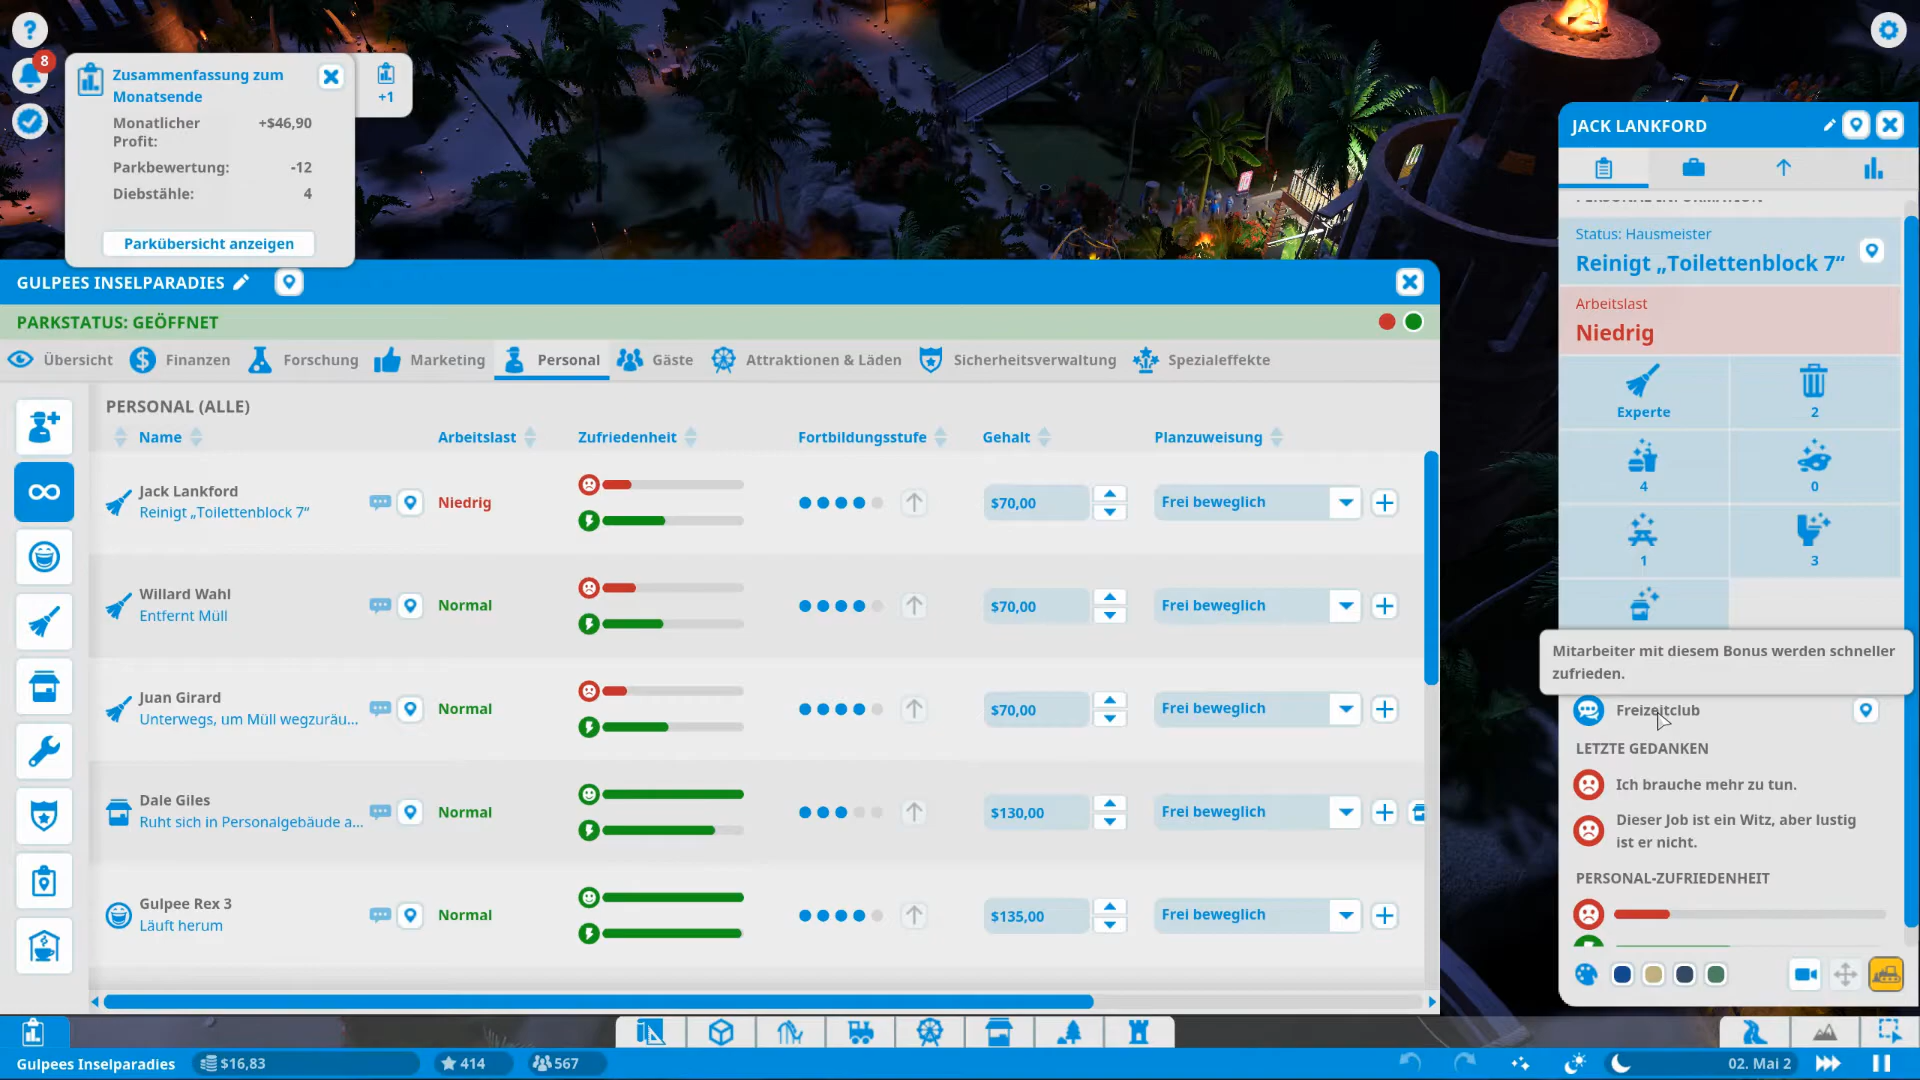 ?
8
Zusammenfassung zum
Monatsende
Monatlicher
Profit:
+$46,90
Parkbewertung:
-12
Diebstähle:
4
Parkübersicht anzeigen
+1
GULPEES INSELPARADIES
PARKSTATUS: GEÖFFNET
Übersicht
Finanzen
Forschung
Marketing
Personal
Gäste
Attraktionen & Läden
Sicherheitsverwaltung
Spezialeffekte
PERSONAL (ALLE)
Name
Arbeitslast
Zufriedenheit
Fortbildungsstufe
Gehalt
Planzuweisung
Jack Lankford
Reinigt „Toilettenblock 7“
Niedrig
$70,00
Frei beweglich
Willard Wahl
Entfernt Müll
Normal
$70,00
Frei beweglich
Juan Girard
Unterwegs, um Müll wegzuräu...
Normal
$70,00
Frei beweglich
Dale Giles
Ruht sich in Personalgebäude a...
Normal
$130,00
Frei beweglich
Gulpee Rex 3
Läuft herum
Normal
$135,00
Frei beweglich
JACK LANKFORD
Status: Hausmeister
Reinigt „Toilettenblock 7“
Arbeitslast
Niedrig
Experte
2
4
0
1
3
Mitarbeiter mit diesem Bonus werden schneller
zufrieden.
Freizeitclub
LETZTE GEDANKEN
Ich brauche mehr zu tun.
Dieser Job ist ein Witz, aber lustig
ist er nicht.
PERSONAL-ZUFRIEDENHEIT
Gulpees Inselparadies
$16,83
414
567
02. Mai 2